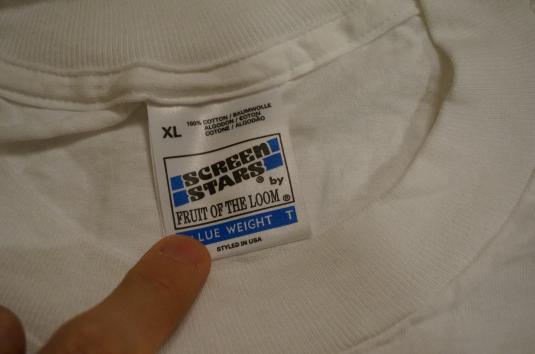 XL
100% COTTON / BAUMWOLLE
ALGODON / COTON
COTONE / ALGODÃO
SCREEN
STARS® by
FRUIT OF THE LOOM®
LUE WEIGHT T
STYLED IN USA